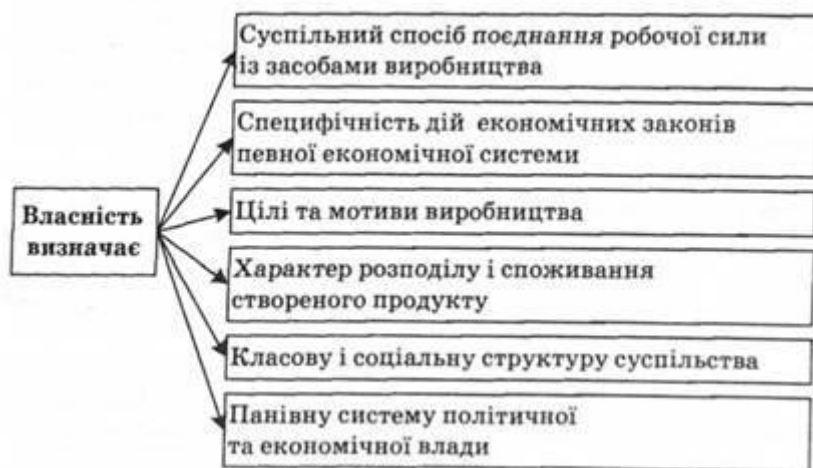 Суспільний спосіб поєднання робочої сили
із засобами виробництва
Специфічність дій економічних законів
певної економічної системи
Власність
визначає
Цілі та мотиви виробництва
Характер розподілу і споживання
створеного продукту
Класову і соціальну структуру суспільства
Панівну систему політичної
та економічної влади